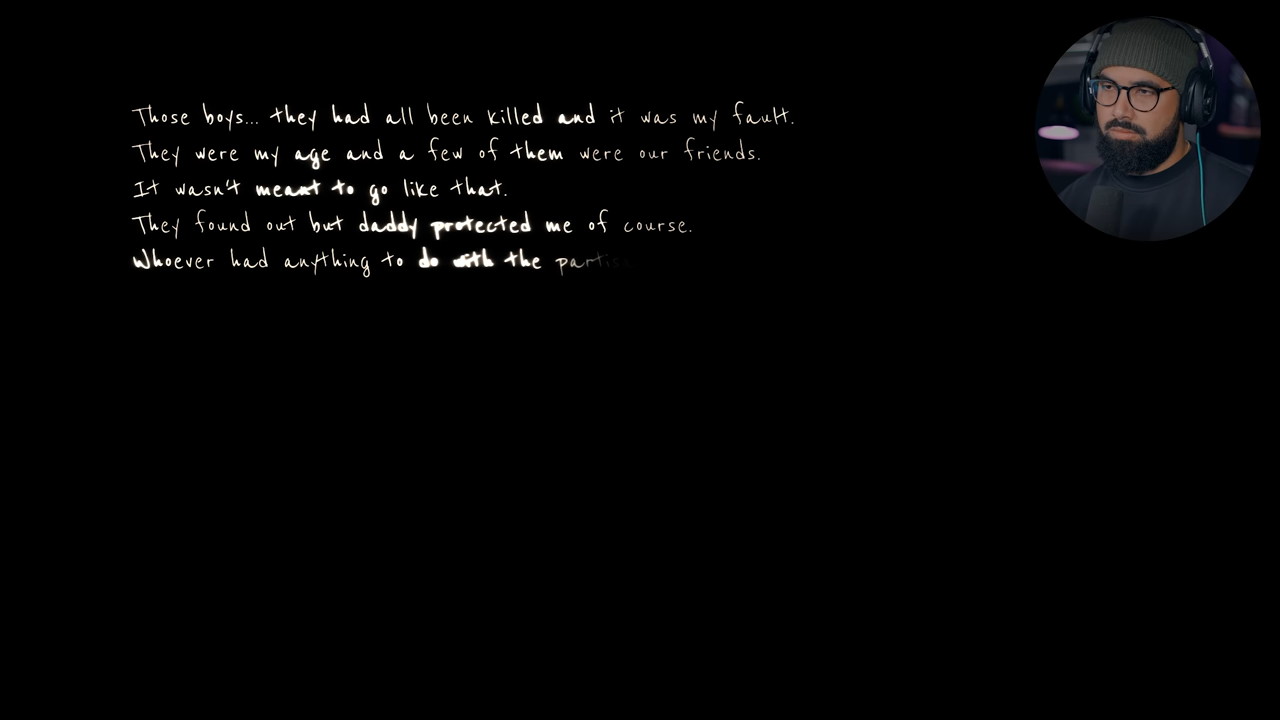 Those boys... they had all been killed and it was my fault.
They were my age and a few of them were our friends.
It wasn't meant to go like that.
They found out but daddy protected me of course.
Whoever had anything to do with the